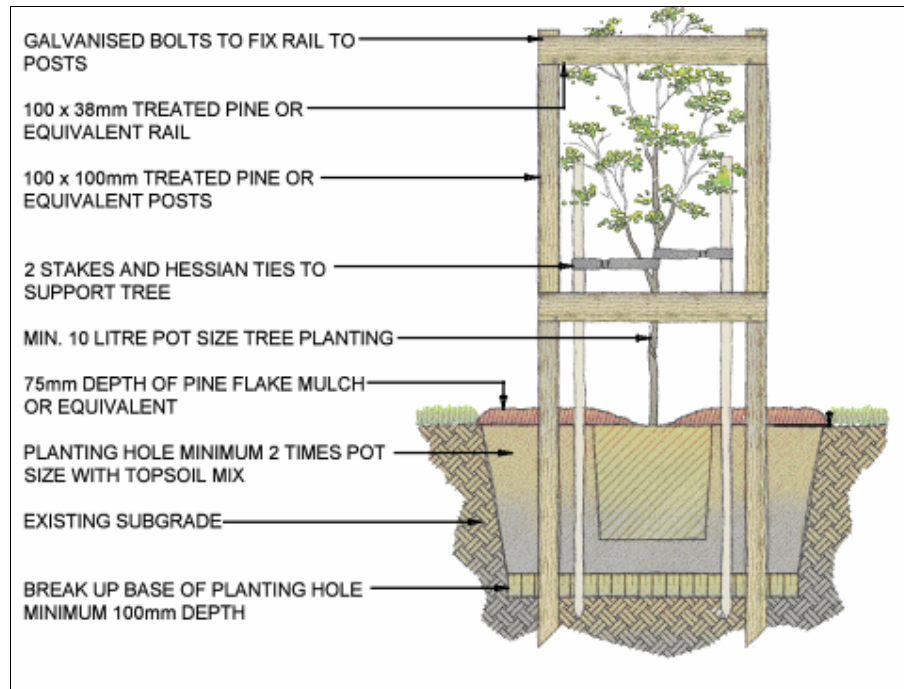 GALVANISED BOLTS TO FIX RAIL TO
POSTS
100 x 38mm TREATED PINE OR
EQUIVALENT RAIL
100 x 100mm TREATED PINE OR
EQUIVALENT POSTS
2 STAKES AND HESSIAN TIES TO
SUPPORT TREE
MIN. 10 LITRE POT SIZE TREE PLANTING
75mm DEPTH OF PINE FLAKE MULCH
OR EQUIVALENT
PLANTING HOLE MINIMUM 2 TIMES POT
SIZE WITH TOPSOIL MIX
EXISTING SUBGRADE
BREAK UP BASE OF PLANTING HOLE
MINIMUM 100mm DEPTH